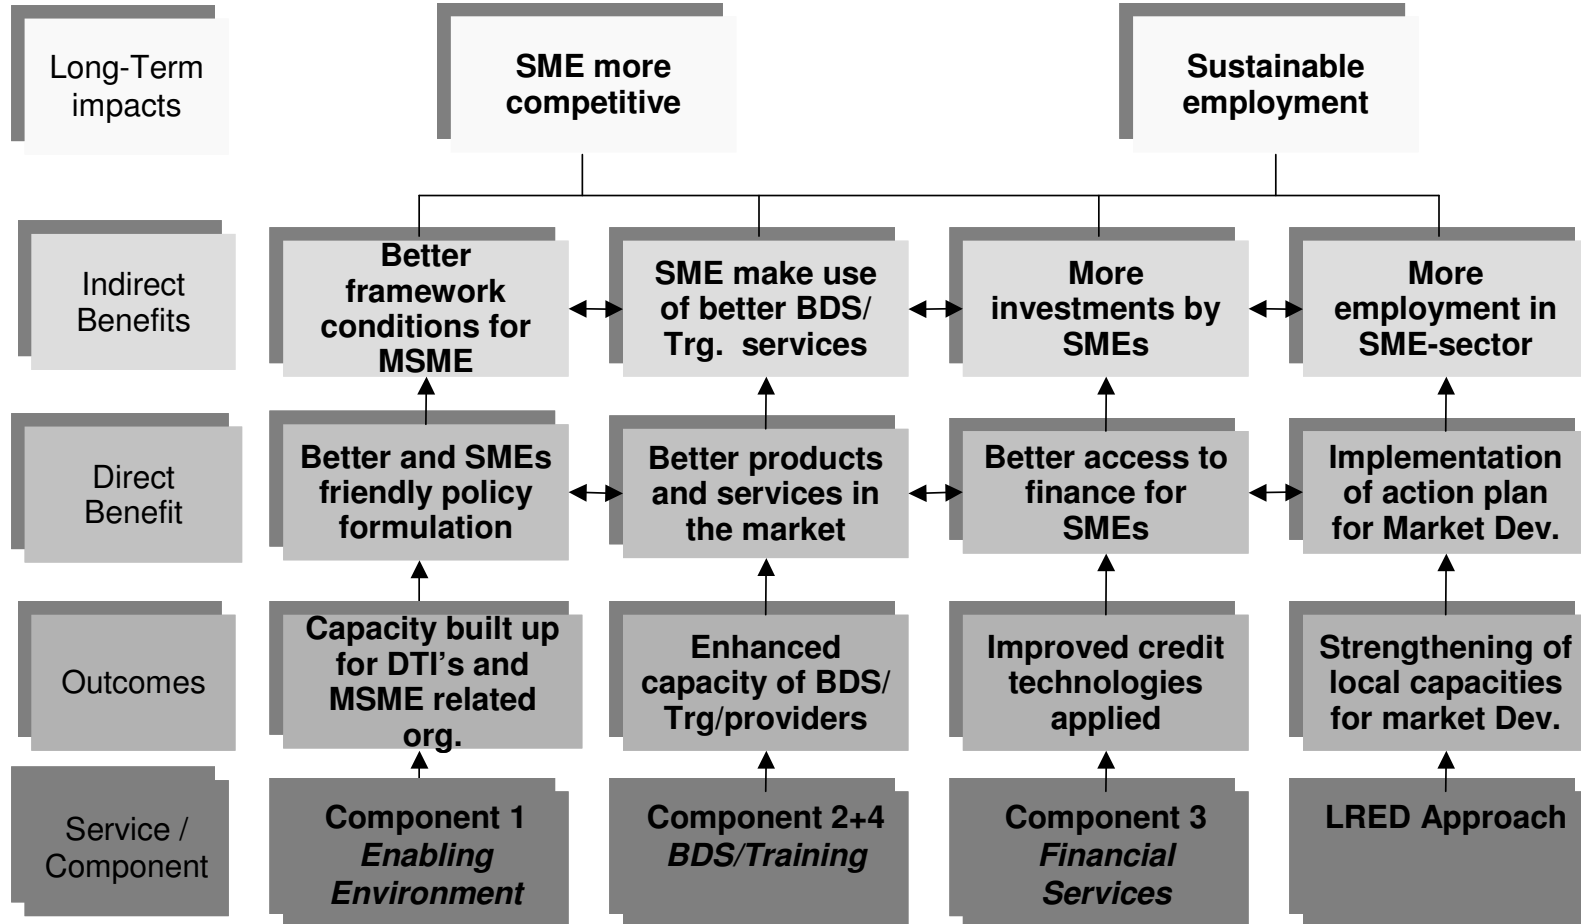 Long-Term
impacts
SME more
competitive
Sustainable
employment
Indirect
Benefits
Better
framework
conditions for
MSME
SME make use
of better BDS/
Trg. services
More
investments by
SMEs
More
employment in
SME-sector
Direct
Benefit
Better and SMEs
friendly policy
formulation
Better products
and services in
the market
Better access to
finance for
SMEs
Implementation
of action plan
for Market Dev.
Outcomes
Capacity built up
for DTI's and
MSME related
org.
Enhanced
capacity of BDS/
Trg/providers
Improved credit
technologies
applied
Strengthening of
local capacities
for market Dev.
Service /
Component
Component 1
Enabling
Environment
Component 2+4
BDS/Training
Component 3
Financial
Services
LRED Approach